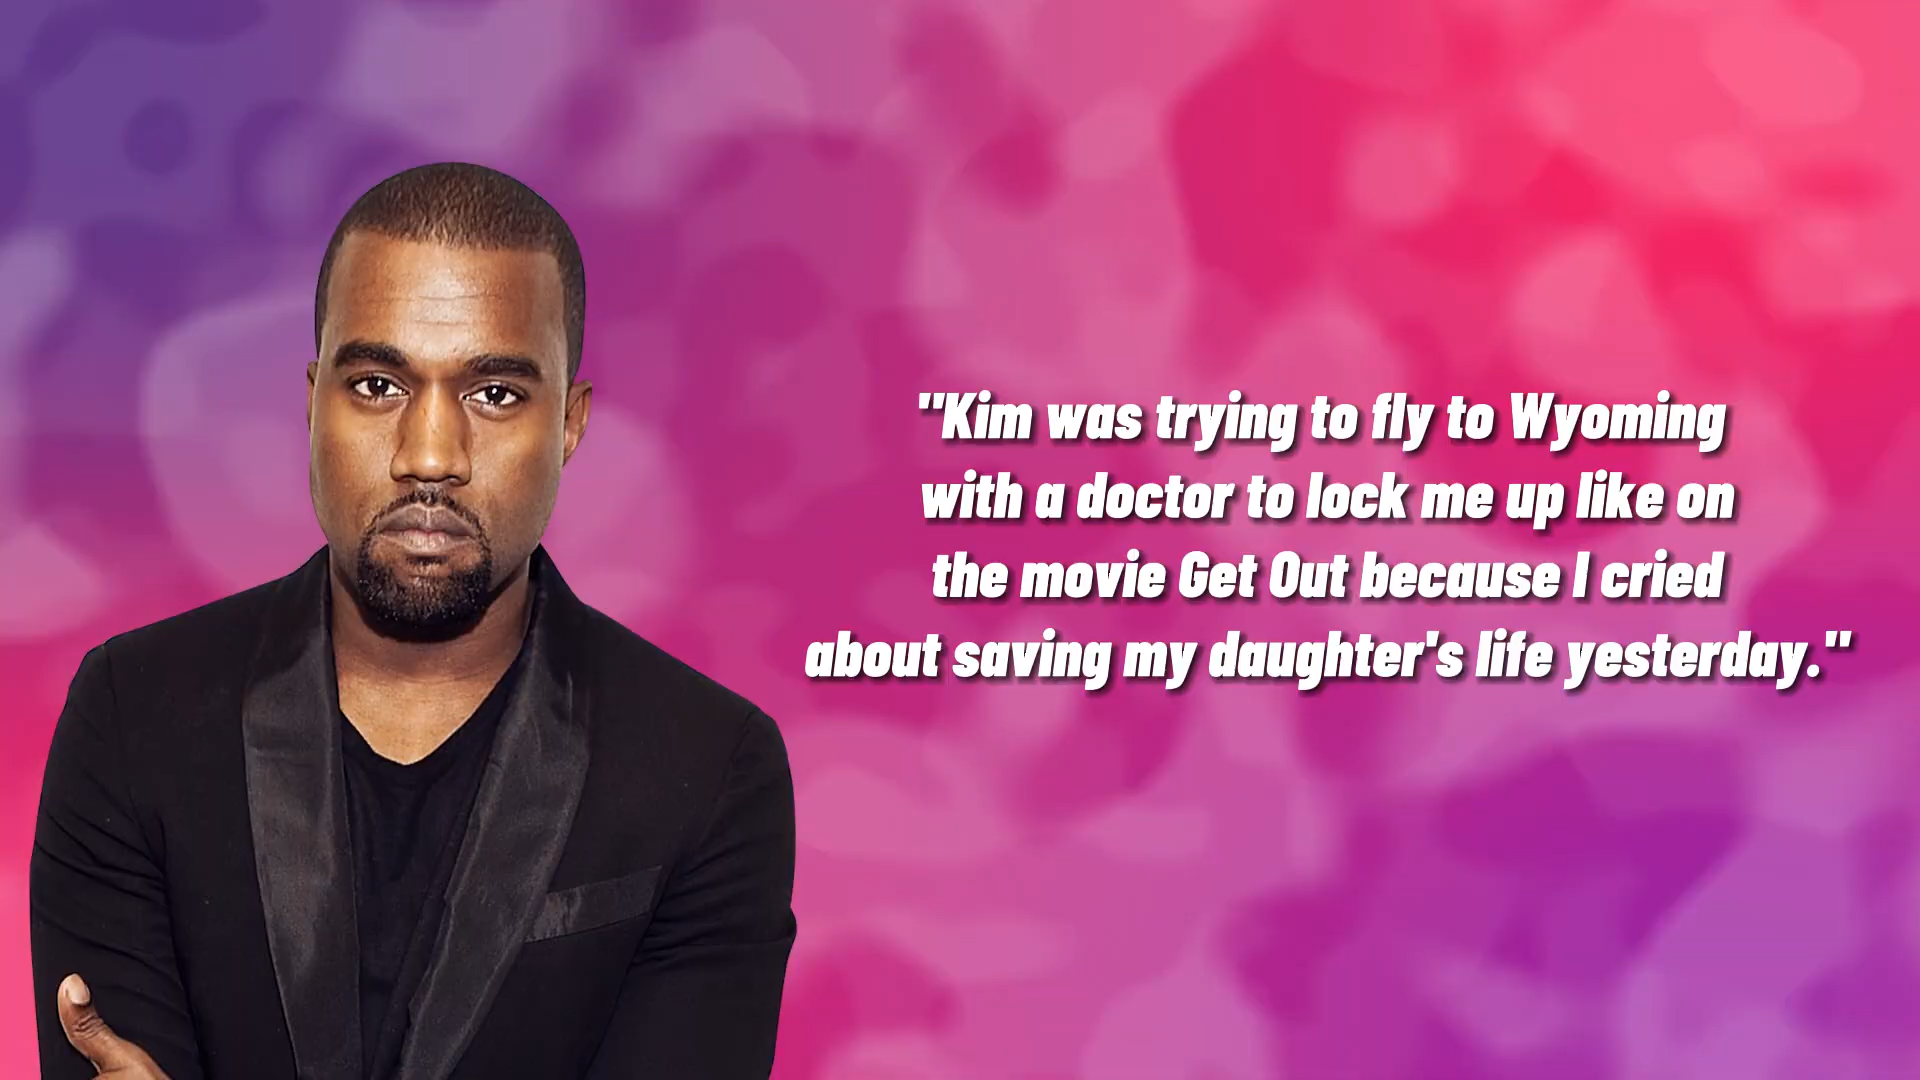 "Kim was trying to fly to Wyoming
with a doctor to lock me up like on
the movie Get Out because I cried
about saving my daughter's life yesterday."